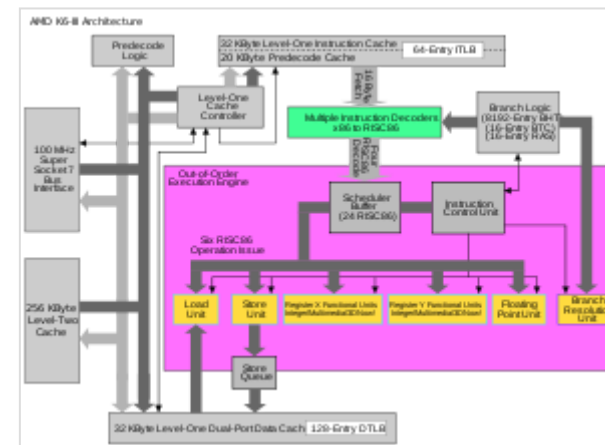 AMD K6-III Architecture
Predecode
Logic
32 KByte Level-One Instruction Cache
64-Entry ITLB
20 KByte Predecode Cache
Level-One
Cache
Controller
16 Byte
Fetch
Multiple Instruction Decoders
x86 to RISC86
Branch Logic
(8192-Entry BHT)
(16-Entry BTC)
(16-Entry RAS)
100 MHz
Super
Socket 7
Bus
Interface
Four
RISC86
Decode
Out-of-Order
Execution Engine
Scheduler
Buffer
(24 RISC86)
Instruction
Control Unit
Six RISC86
Operation Issue
256 KByte
Level-Two
Cache
Load
Unit
Store
Unit
Register X Functional Units
Integer/Multimedia/3DNow!
Register Y Functional Units
Integer/Multimedia/3DNow!
Floating
Point Unit
Branch
Resolution
Unit
Store
Queue
32 KByte Level-One Dual-Port Data Cach
128-Entry DTLB